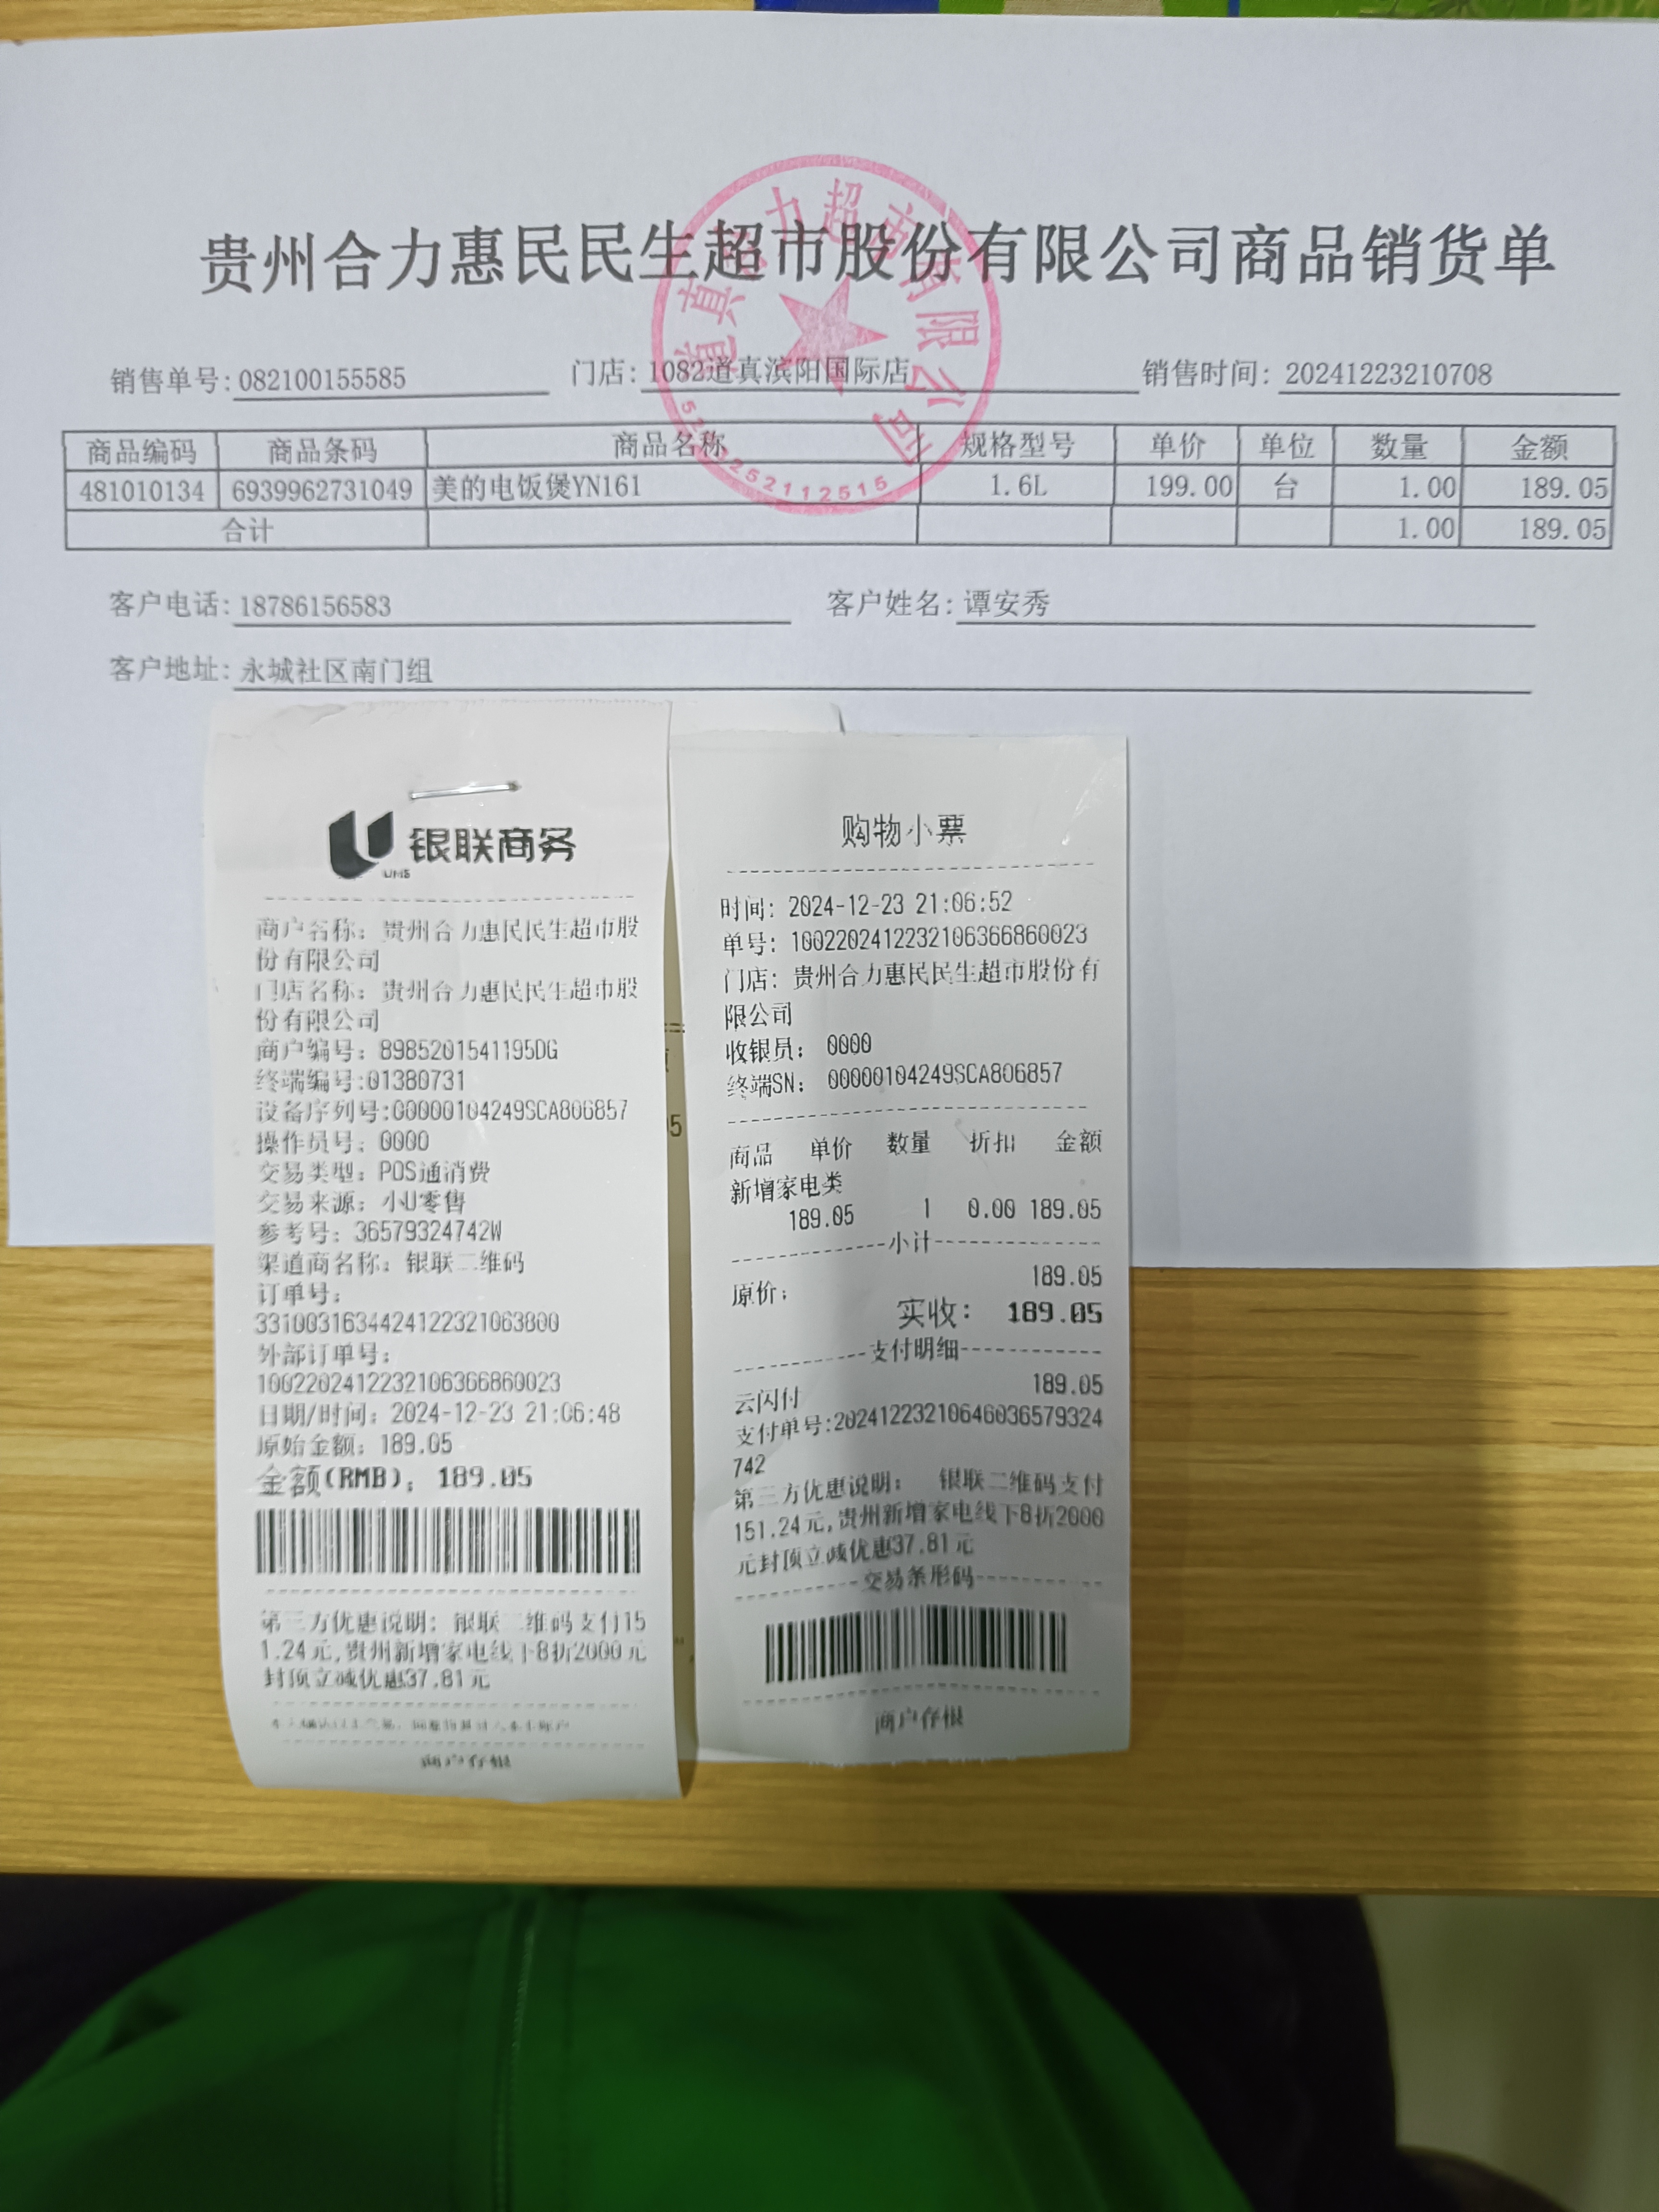 贵州合力惠民民生超市股份有限公司商品销货单
销售单号:082100155585 门店:1082道真滨阳国际店 销售时间:20241223210708
商品编码 商品条码 商品名称 规格型号 单价 单位 数量 金额
481010134 6939962731049 美的电饭煲YN161 1.6L 199.00 台 1.00 189.05
合计 1.00 189.05
客户电话:18786156583 客户姓名:谭安秀
客户地址:永城社区南门组
道真 力超市有限公司
252112515
银联商务
UMS
商户名称：贵州合力惠民民生超市股
份有限公司
门店名称：贵州合力惠民民生超市股
份有限公司
商户编号：8985201541195DG
终端编号:01380731
设备序列号:00000104249SCA806857
操作员号：0000
交易类型：POS通消费
交易来源：小U零售
参考号：36579324742W
渠道商名称：银联二维码
订单号：
33100316344241223210638​00
外部订单号：
10022024122321063668​60023
日期/时间：2024-12-23 21:06:48
原始金额：189.05
金额(RMB)：189.05
第三方优惠说明：银联二维码支付15
1.24元,贵州新增家电线下8折2000元
封顶立减优惠37.81元
商户存根
购物小票
时间：2024-12-23 21:06:52
单号：1002202412232106366860023
门店：贵州合力惠民民生超市股份有
限公司
收银员： 0000
终端SN： 00000104249SCA806857
商品 单价 数量 折扣 金额
新增家电类
189.05 1 0.00 189.05
小计
原价： 189.05
实收： 189.05
支付明细
云闪付 189.05
支付单号:20241223210646036579324
742
第三方优惠说明： 银联二维码支付
151.24元,贵州新增家电线下8折2000
元封顶立减优惠37.81元
交易条形码
商户存根